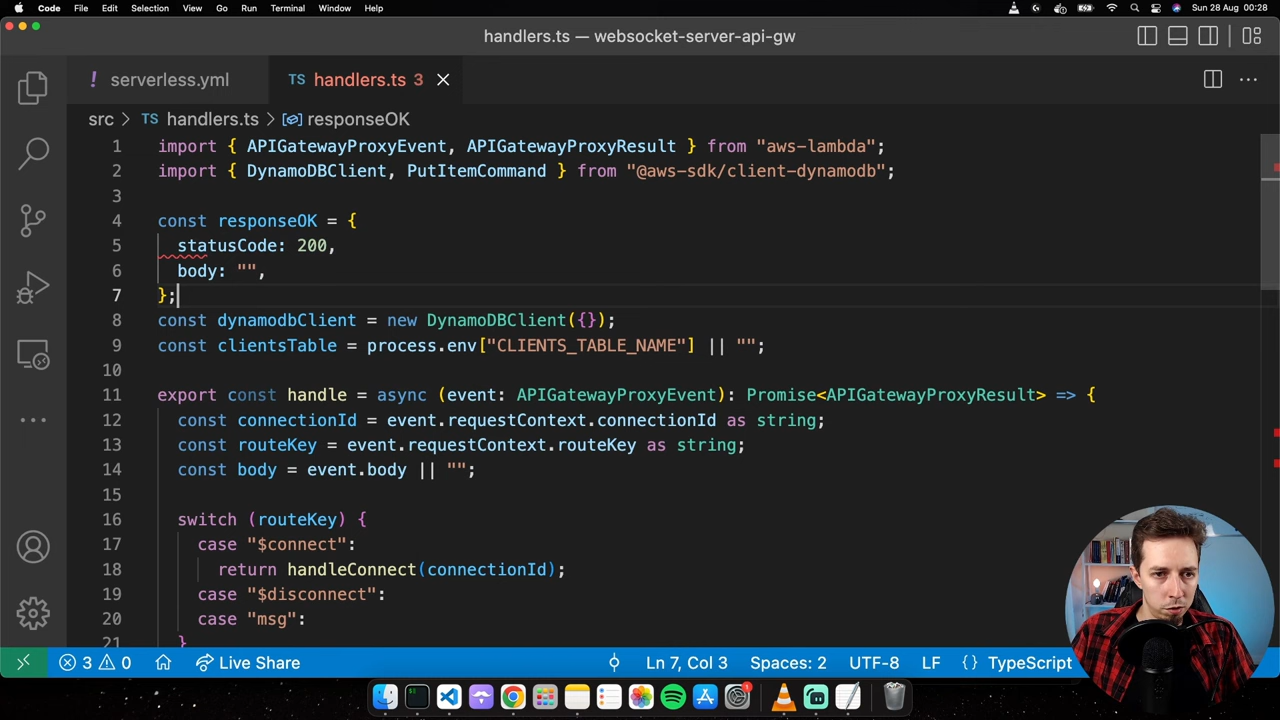 Code File Edit Selection View Go Run Terminal Window Help Sun 28 Aug 00:28
handlers.ts — websocket-server-api-gw
! serverless.yml TS handlers.ts 3
src > TS handlers.ts > responseOK
1 import { APIGatewayProxyEvent, APIGatewayProxyResult } from "aws-lambda";
2 import { DynamoDBClient, PutItemCommand } from "@aws-sdk/client-dynamodb";
3
4 const responseOK = {
5 statusCode: 200,
6 body: "",
7 };
8 const dynamodbClient = new DynamoDBClient({});
9 const clientsTable = process.env["CLIENTS_TABLE_NAME"] || "";
10
11 export const handle = async (event: APIGatewayProxyEvent): Promise<APIGatewayProxyResult> => {
12 const connectionId = event.requestContext.connectionId as string;
13 const routeKey = event.requestContext.routeKey as string;
14 const body = event.body || "";
15
16 switch (routeKey) {
17 case "$connect":
18 return handleConnect(connectionId);
19 case "$disconnect":
20 case "msg":
21 }
3 0 Live Share Ln 7, Col 3 Spaces: 2 UTF-8 LF {} TypeScript
1